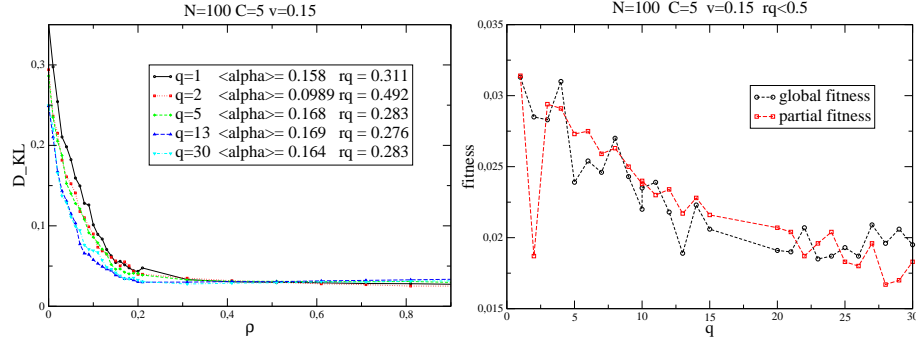 N=100 C=5 v=0.15
0,3
0,2
0,1
0
D_KL
q=1 <alpha>= 0.158 rq = 0.311
q=2 <alpha>= 0.0989 rq = 0.492
q=5 <alpha>= 0.168 rq = 0.283
q=13 <alpha>= 0.169 rq = 0.276
q=30 <alpha>= 0.164 rq = 0.283
0 0,2 0,4 0,6 0,8
ρ
N=100 C=5 v=0.15 rq<0.5
0,035
0,03
0,025
0,02
0,015
fitness
global fitness
partial fitness
0 5 10 15 20 25 30
q